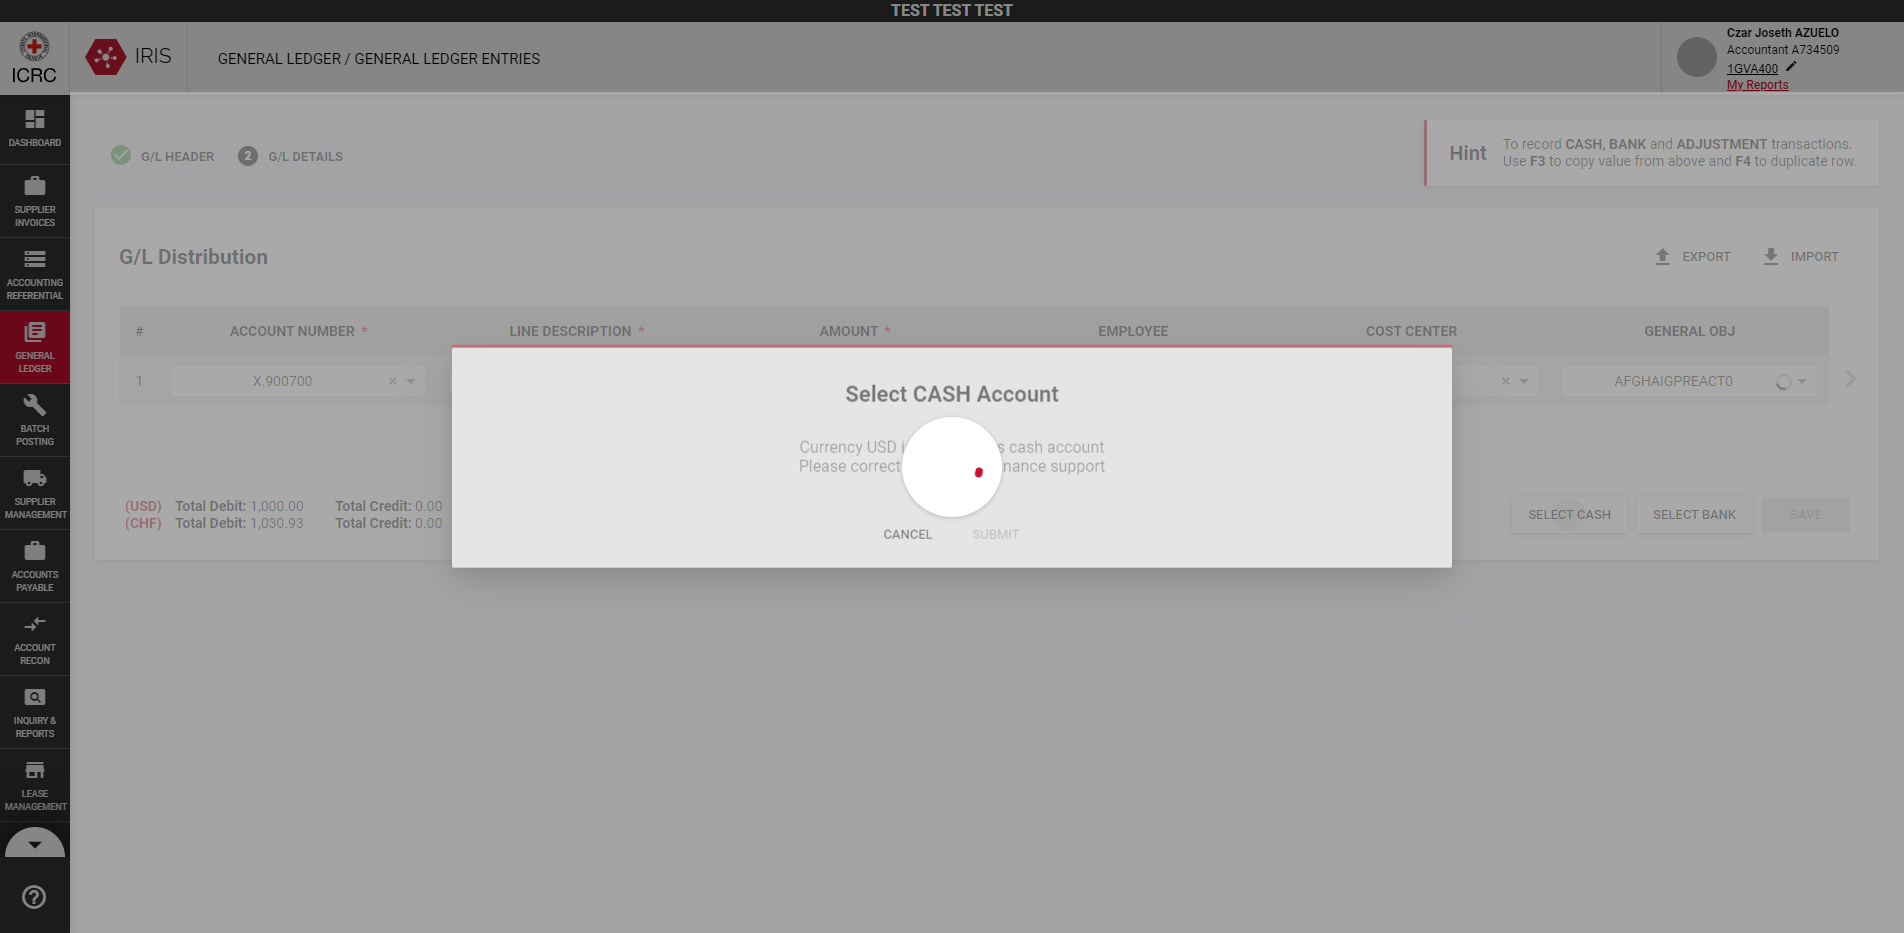 TEST TEST TEST
ICRC
IRIS
GENERAL LEDGER / GENERAL LEDGER ENTRIES
Czar Joseth AZUELO
Accountant A734509
1GVA400
My Reports
DASHBOARD
SUPPLIER
INVOICES
ACCOUNTING
REFERENTIAL
GENERAL
LEDGER
BATCH
POSTING
SUPPLIER
MANAGEMENT
ACCOUNTS
PAYABLE
ACCOUNT
RECON
INQUIRY &
REPORTS
LEASE
MANAGEMENT
G/L HEADER
2 G/L DETAILS
Hint
To record CASH, BANK and ADJUSTMENT transactions.
Use F3 to copy value from above and F4 to duplicate row.
G/L Distribution
EXPORT
IMPORT
# ACCOUNT NUMBER * LINE DESCRIPTION * AMOUNT * EMPLOYEE COST CENTER GENERAL OBJ
1 X.900700 AFGHAIGPREACT0
Select CASH Account
Currency USD cash account
Please correct support
CANCEL SUBMIT
(USD) Total Debit: 1,000.00 Total Credit: 0.00
(CHF) Total Debit: 1,030.93 Total Credit: 0.00
SELECT CASH SELECT BANK SAVE